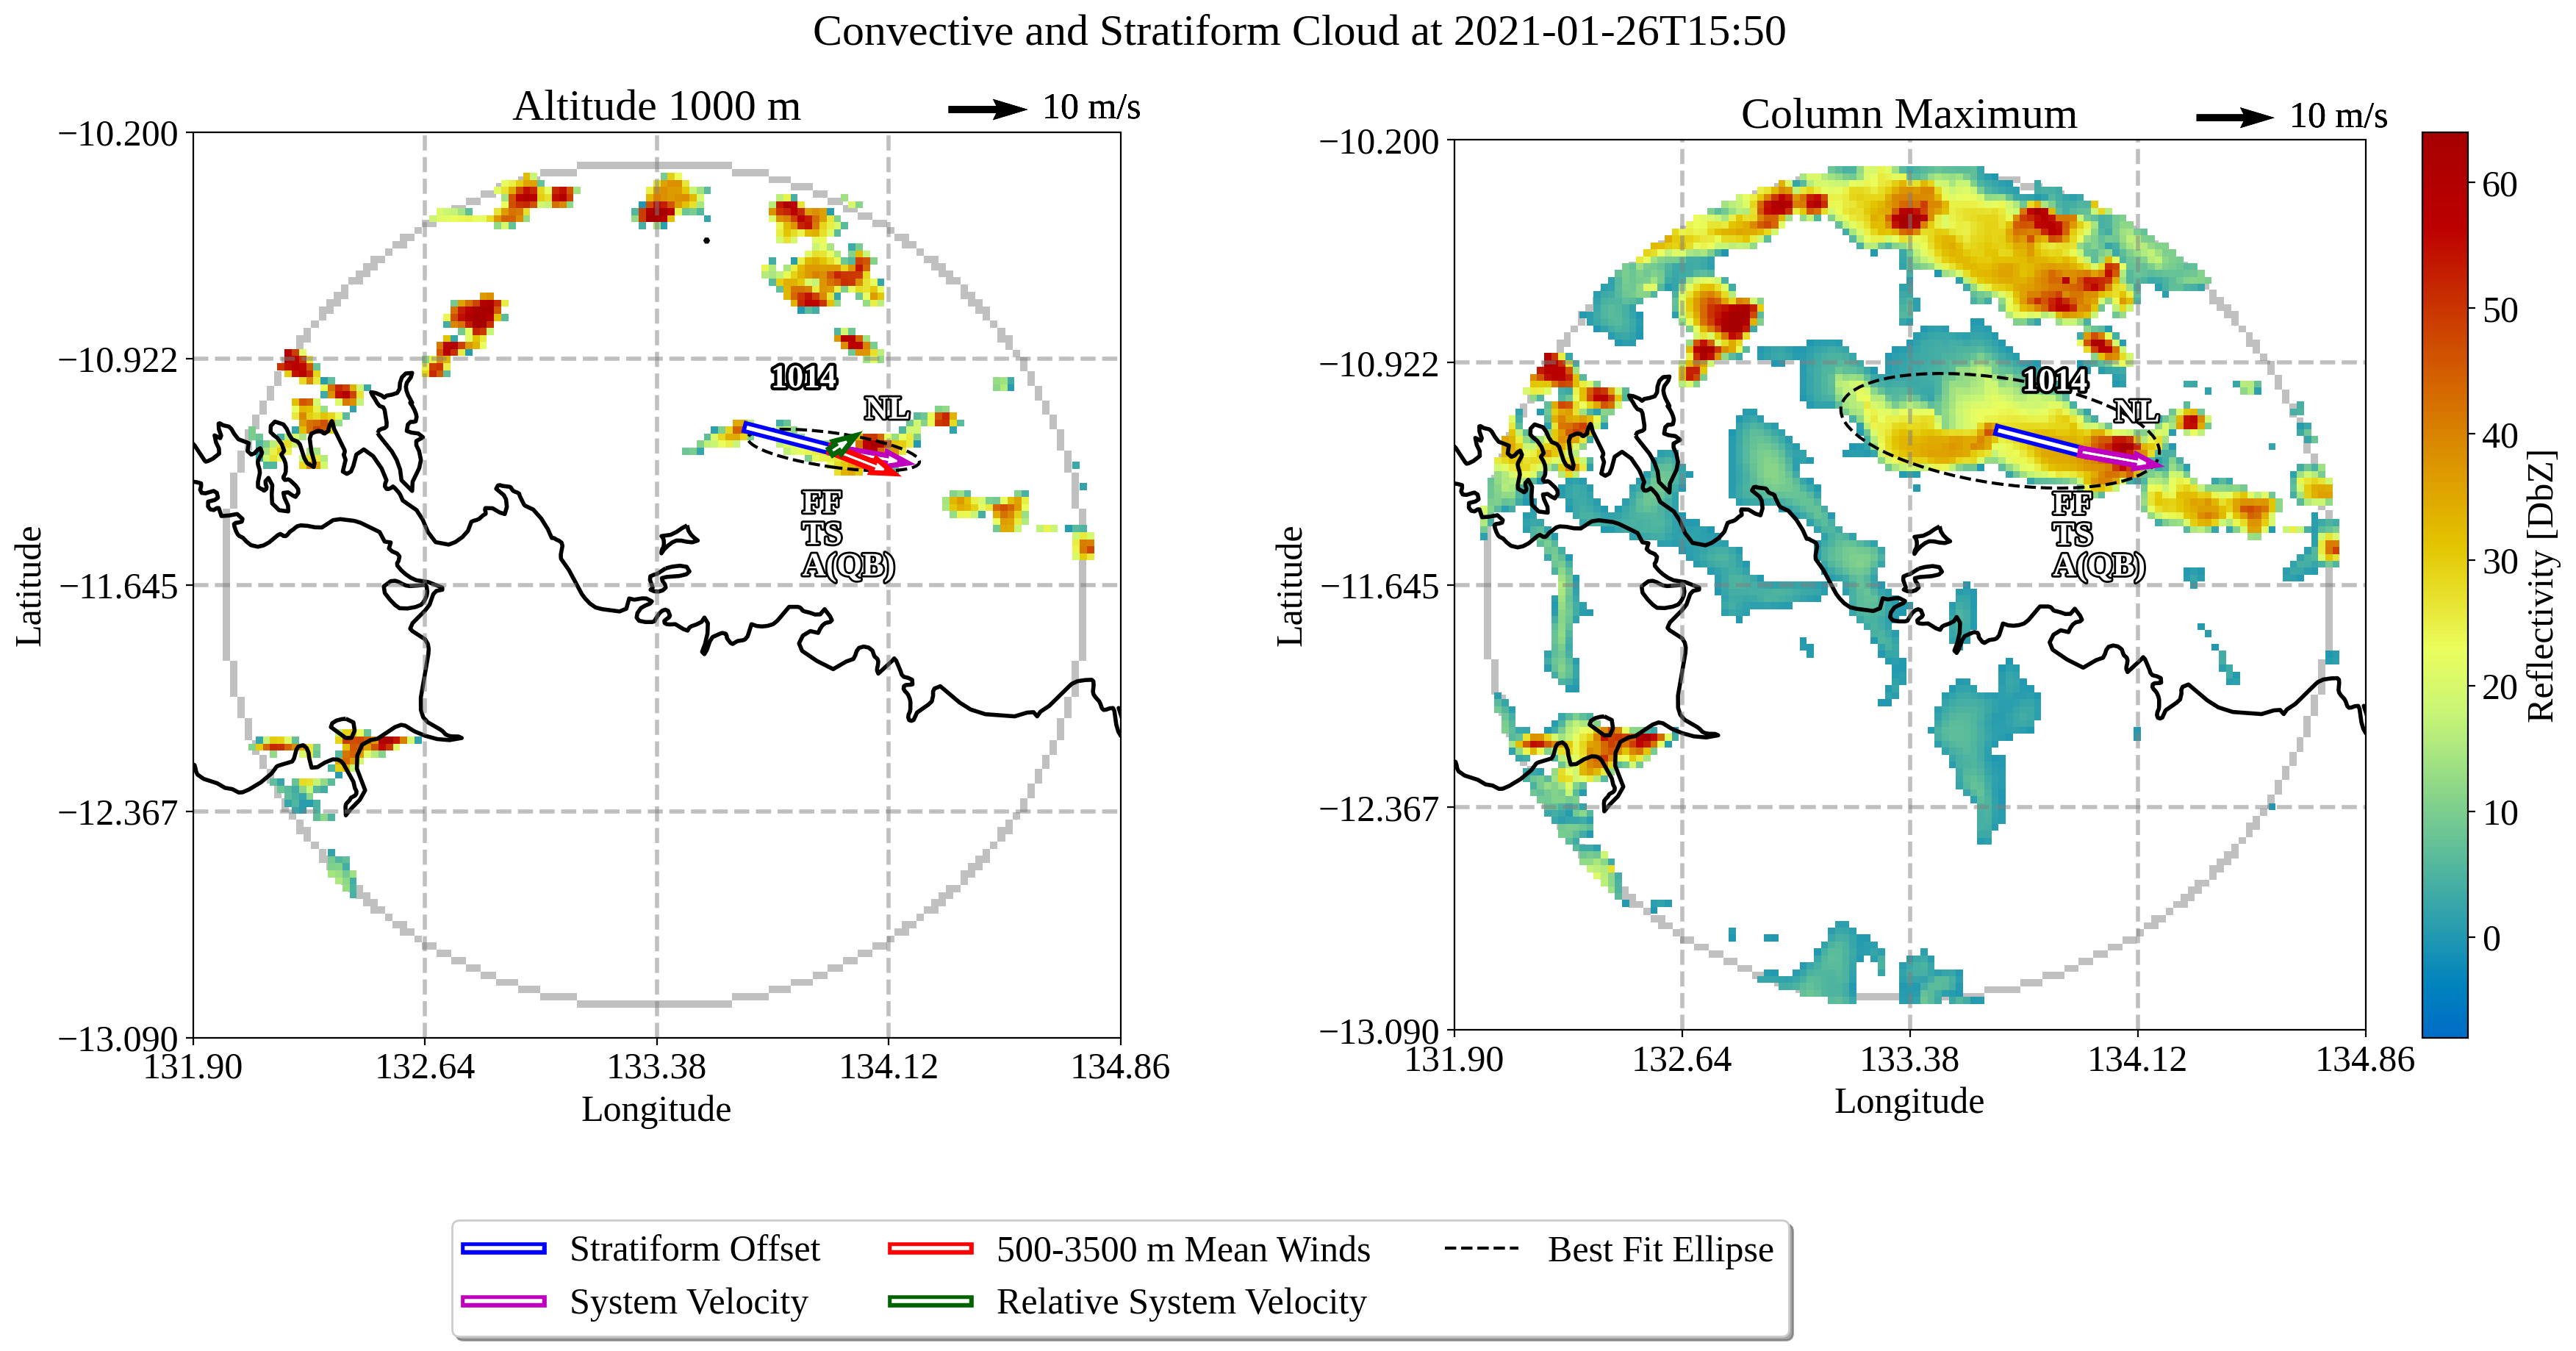 Convective and Stratiform Cloud at 2021-01-26T15:50
Altitude 1000 m
10 m/s
−10.200
−10.922
−11.645
−12.367
−13.090
131.90
132.64
133.38
134.12
134.86
Latitude
Longitude
1014
NL
FF
TS
A(QB)
Column Maximum
10 m/s
−10.200
−10.922
−11.645
−12.367
−13.090
131.90
132.64
133.38
134.12
134.86
Latitude
Longitude
1014
NL
FF
TS
A(QB)
60
50
40
30
20
10
0
Reflectivity [DbZ]
Stratiform Offset
System Velocity
500-3500 m Mean Winds
Relative System Velocity
Best Fit Ellipse